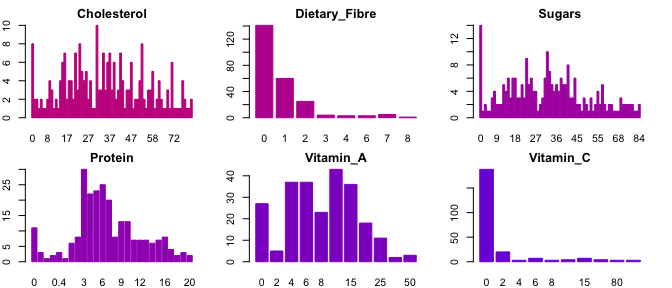 Cholesterol
0 2 4 6 8 10
0 8 17 27 37 47 58 72
Dietary_Fibre
0 40 80 120
0 1 2 3 4 6 7 8
Sugars
0 2 4 6 8 10 14
0 9 18 27 36 45 55 68 84
Protein
0 5 15 25
0 0.4 3 6 9 12 16 20
Vitamin_A
0 10 20 30 40
0 2 4 6 8 15 25 50
Vitamin_C
0 50 100 150
0 2 4 6 8 15 80